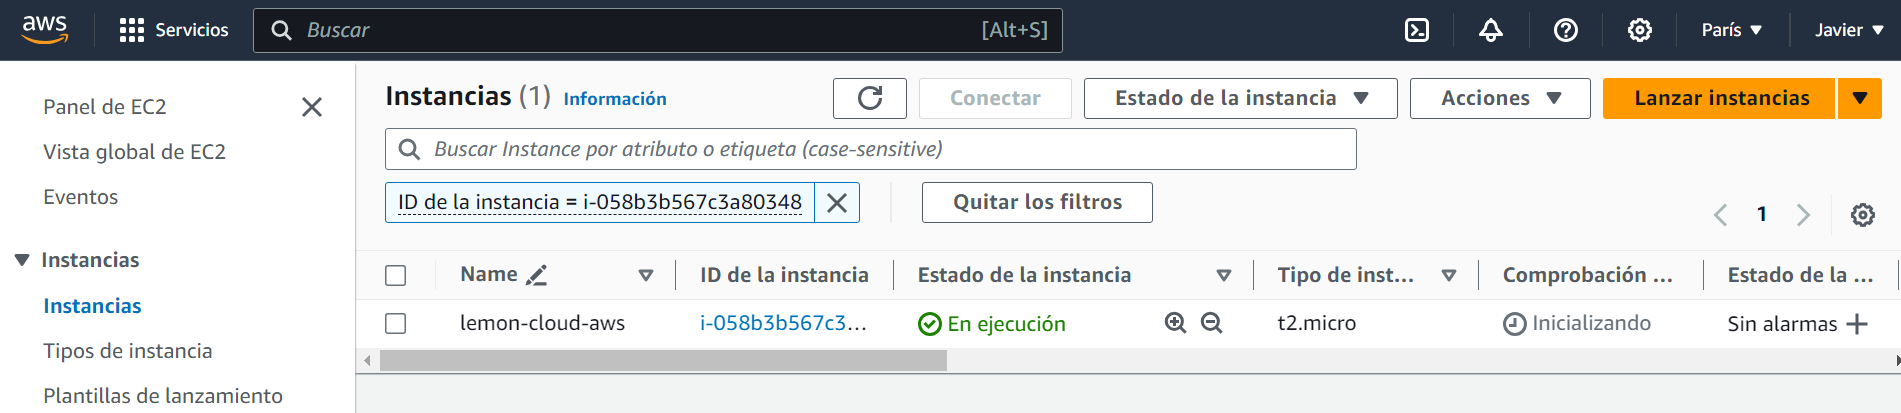 aws
Servicios
Buscar
[Alt+S]
París
Javier
Panel de EC2
Vista global de EC2
Eventos
Instancias
Instancias
Tipos de instancia
Plantillas de lanzamiento
Instancias (1) Información
Conectar
Estado de la instancia
Acciones
Lanzar instancias
Buscar Instance por atributo o etiqueta (case-sensitive)
ID de la instancia = i-058b3b567c3a80348
Quitar los filtros
1
Name ID de la instancia Estado de la instancia Tipo de inst... Comprobación ... Estado de la ...
lemon-cloud-aws i-058b3b567c3... En ejecución t2.micro Inicializando Sin alarmas